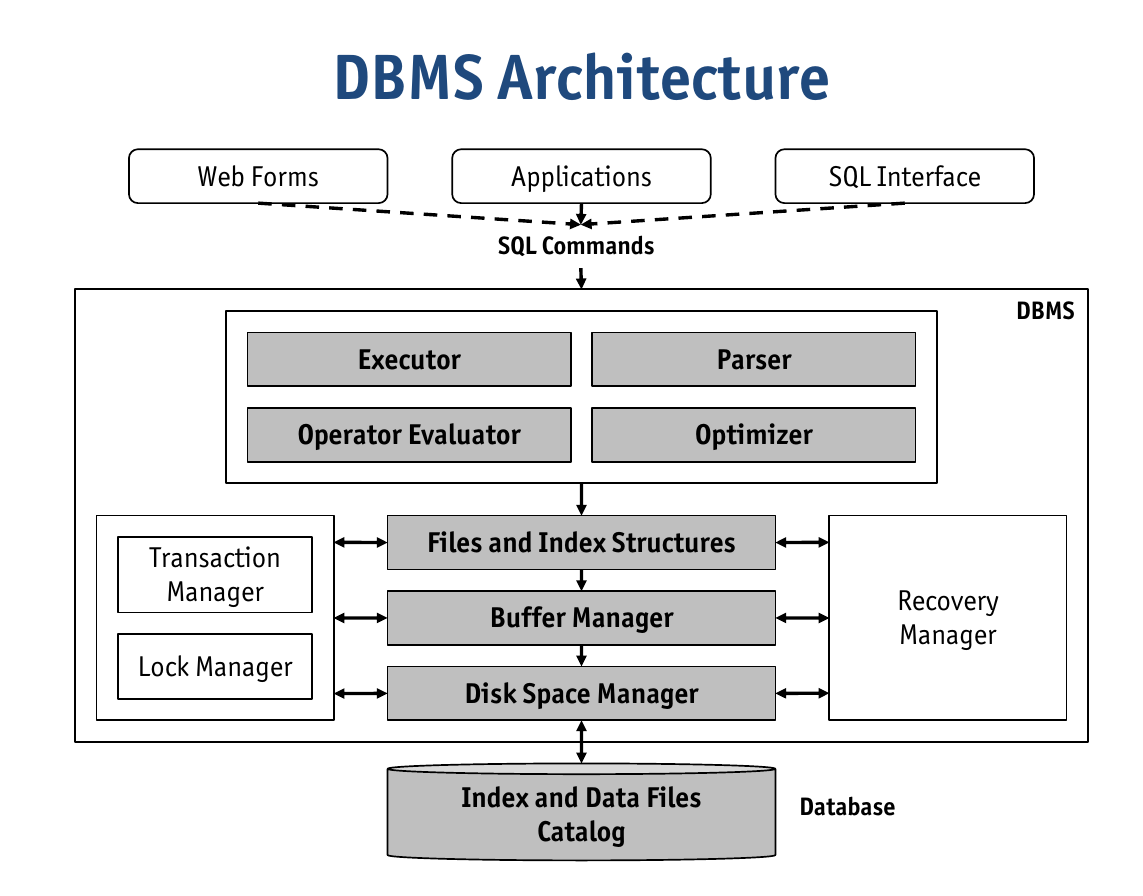 DBMS Architecture
Web Forms
Applications
SQL Interface
SQL Commands
DBMS
Executor
Parser
Operator Evaluator
Optimizer
Transaction
Manager
Lock Manager
Files and Index Structures
Buffer Manager
Disk Space Manager
Recovery
Manager
Index and Data Files
Catalog
Database